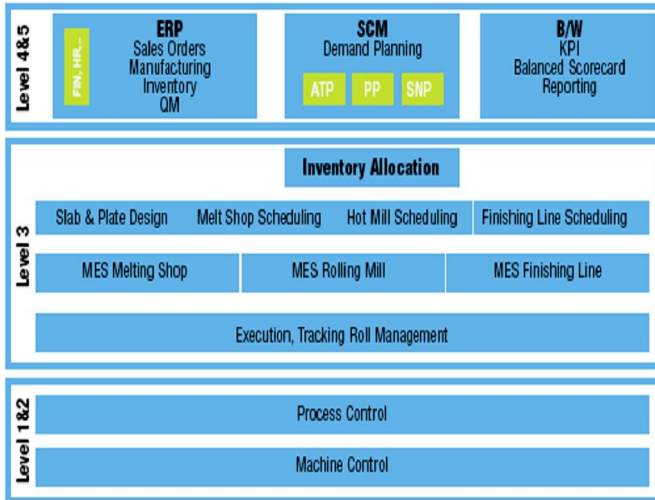 Level 4&5
FIN, HR, ..
ERP
Sales Orders
Manufacturing
Inventory
QM
SCM
Demand Planning
ATP PP SNP
B/W
KPI
Balanced Scorecard
Reporting
Level 3
Inventory Allocation
Slab & Plate Design Melt Shop Scheduling Hot Mill Scheduling Finishing Line Scheduling
MES Melting Shop MES Rolling Mill MES Finishing Line
Execution, Tracking Roll Management
Level 1&2
Process Control
Machine Control